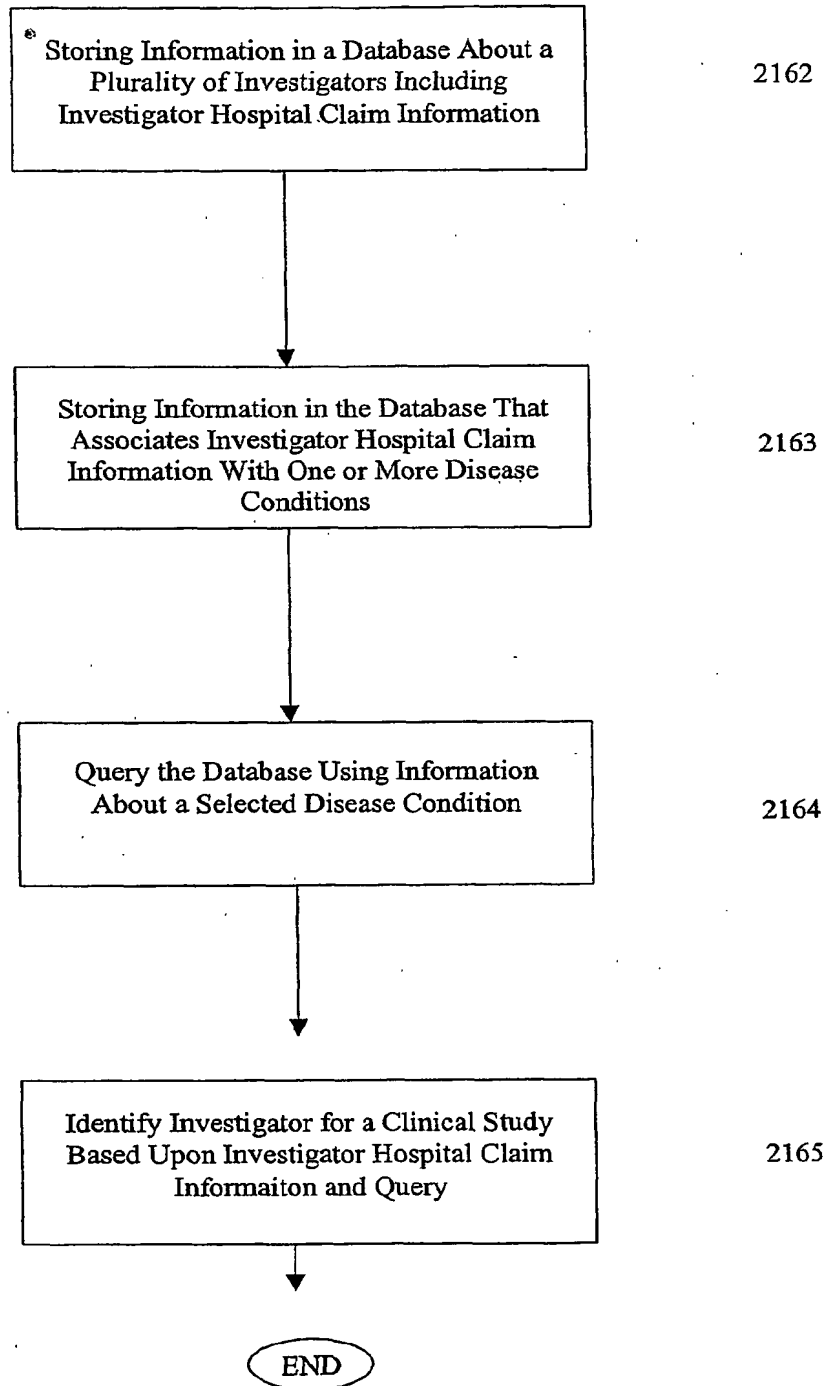 Storing Information in a Database About a
Plurality of Investigators Including
Investigator Hospital Claim Information
2162
Storing Information in the Database That
Associates Investigator Hospital Claim
Information With One or More Disease
Conditions
2163
Query the Database Using Information
About a Selected Disease Condition
2164
Identify Investigator for a Clinical Study
Based Upon Investigator Hospital Claim
Informaiton and Query
2165
END